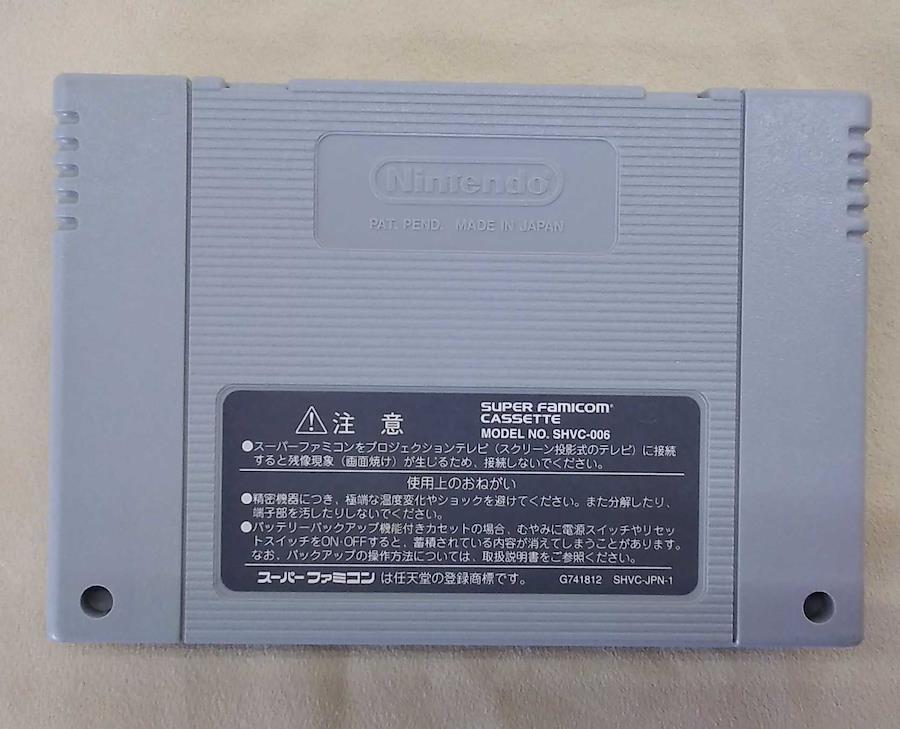 Nintendo®
PAT. PEND. MADE IN JAPAN
注 意
SUPER FAMICOM®
CASSETTE
MODEL NO. SHVC-006
●スーパーファミコンをプロジェクションテレビ（スクリーン投影式のテレビ）に接続
すると残像現象（画面焼け）が生じるため、接続しないでください。
使用上のおねがい
●精密機器につき、極端な温度変化やショックを避けてください。また分解したり、
端子部を汚したりしないでください。
●バッテリーバックアップ機能付きカセットの場合、むやみに電源スイッチやリセッ
トスイッチをON・OFFすると、蓄積されている内容が消えてしまうことがあります。
なお、バックアップの操作方法については、取扱説明書をご参照ください。
スーパーファミコン は任天堂の登録商標です。 G741812 SHVC-JPN-1